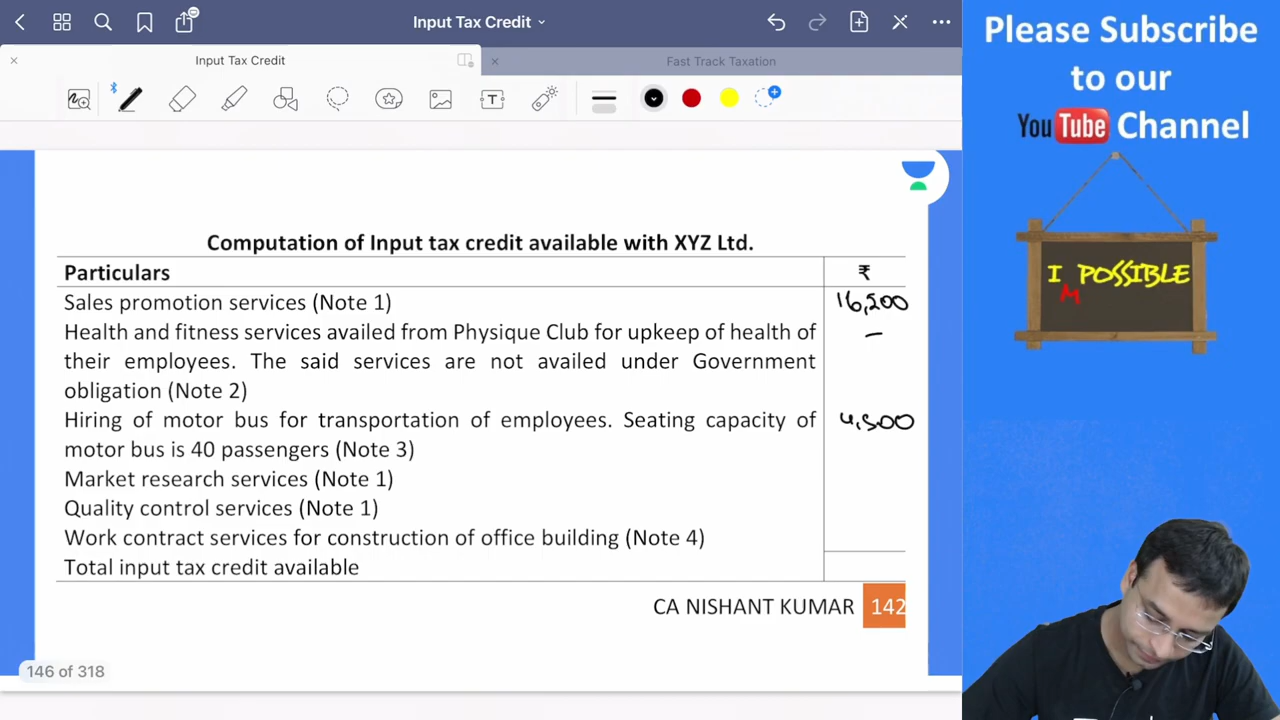 Input Tax Credit
Please Subscribe
to our
YouTube Channel
Input Tax Credit
Fast Track Taxation
T
I POSSIBLE
M
Computation of Input tax credit available with XYZ Ltd.
Particulars ₹
Sales promotion services (Note 1) 16,200
Health and fitness services availed from Physique Club for upkeep of health of –
their employees. The said services are not availed under Government
obligation (Note 2)
Hiring of motor bus for transportation of employees. Seating capacity of 4,500
motor bus is 40 passengers (Note 3)
Market research services (Note 1)
Quality control services (Note 1)
Work contract services for construction of office building (Note 4)
Total input tax credit available
CA NISHANT KUMAR 142
146 of 318